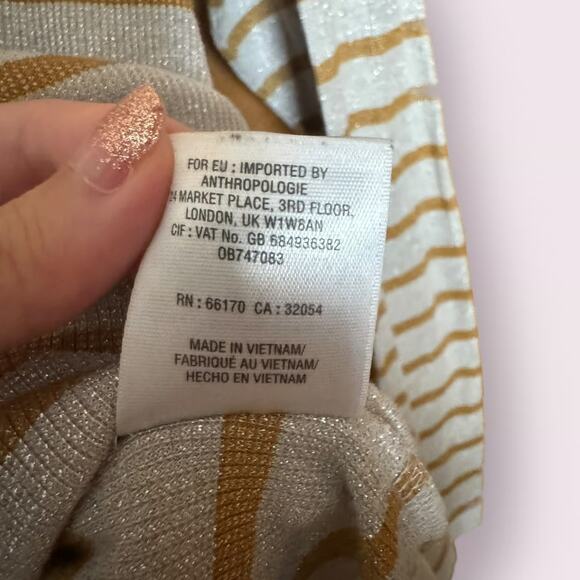 FOR EU : IMPORTED BY
ANTHROPOLOGIE
24 MARKET PLACE, 3RD FLOOR,
LONDON, UK W1W8AN
CIF : VAT No. GB 684936382
OB747083
RN : 66170 CA : 32054
MADE IN VIETNAM/
FABRIQUÉ AU VIETNAM/
HECHO EN VIETNAM